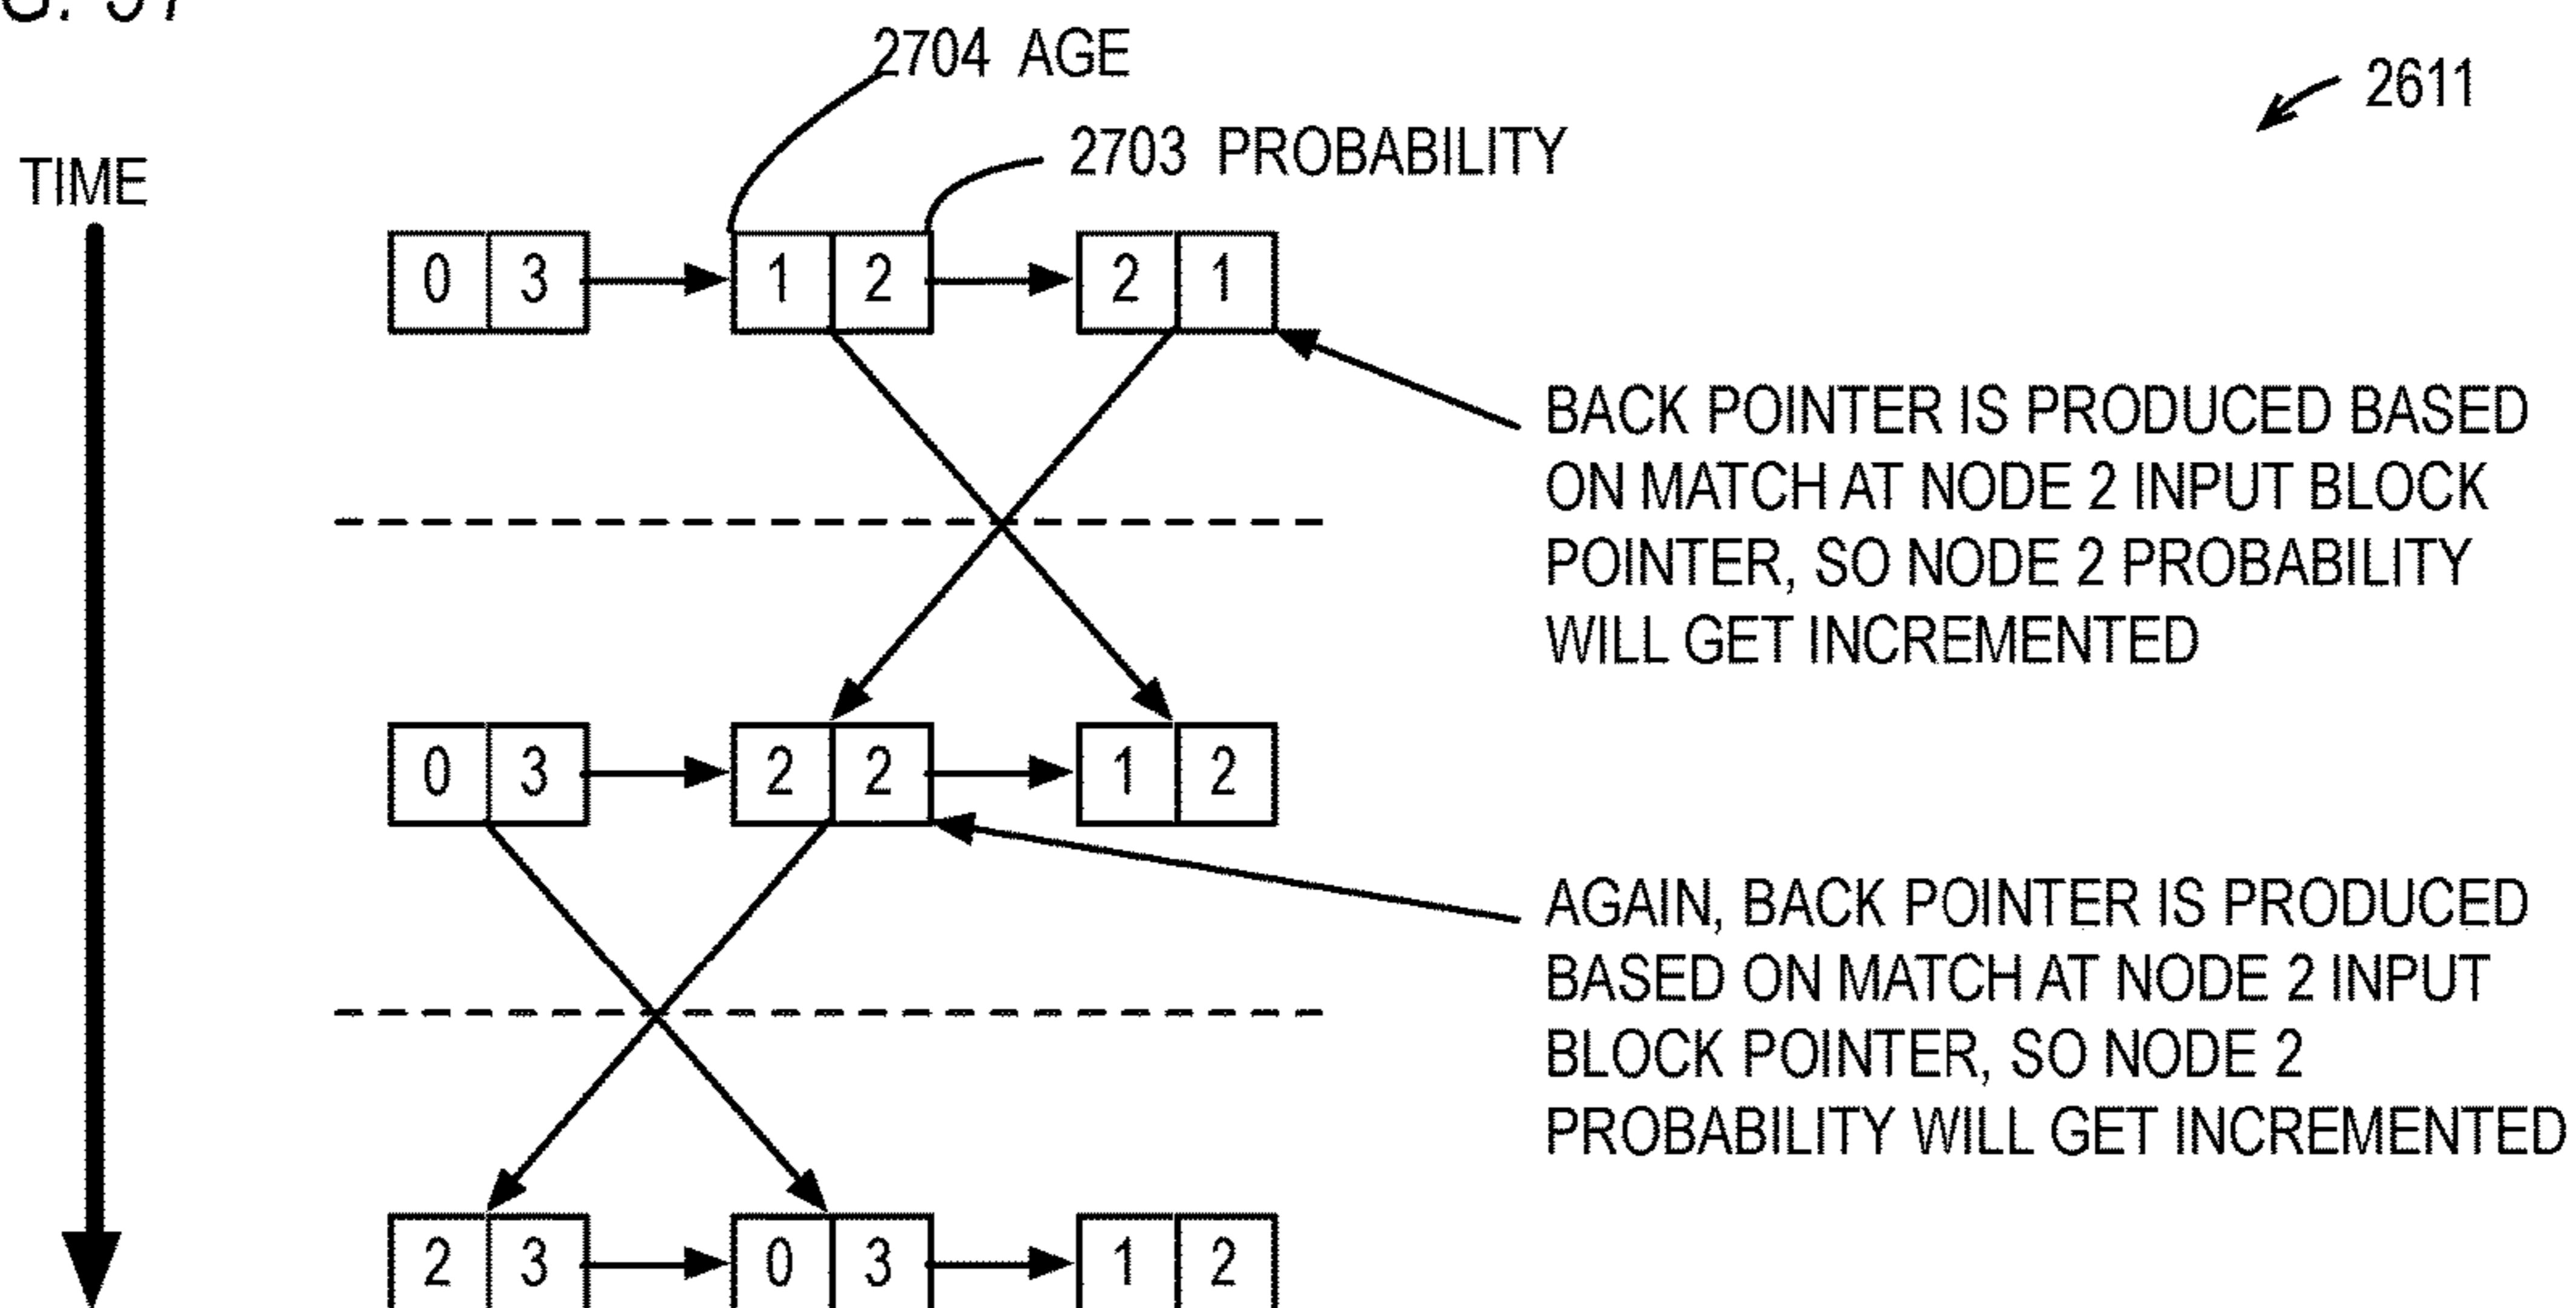 2704 AGE
2611
2703 PROBABILITY
TIME
0 3 1 2 2 1
BACK POINTER IS PRODUCED BASED
ON MATCH AT NODE 2 INPUT BLOCK
POINTER, SO NODE 2 PROBABILITY
WILL GET INCREMENTED
0 3 2 2 1 2
AGAIN, BACK POINTER IS PRODUCED
BASED ON MATCH AT NODE 2 INPUT
BLOCK POINTER, SO NODE 2
PROBABILITY WILL GET INCREMENTED
2 3 0 3 1 2